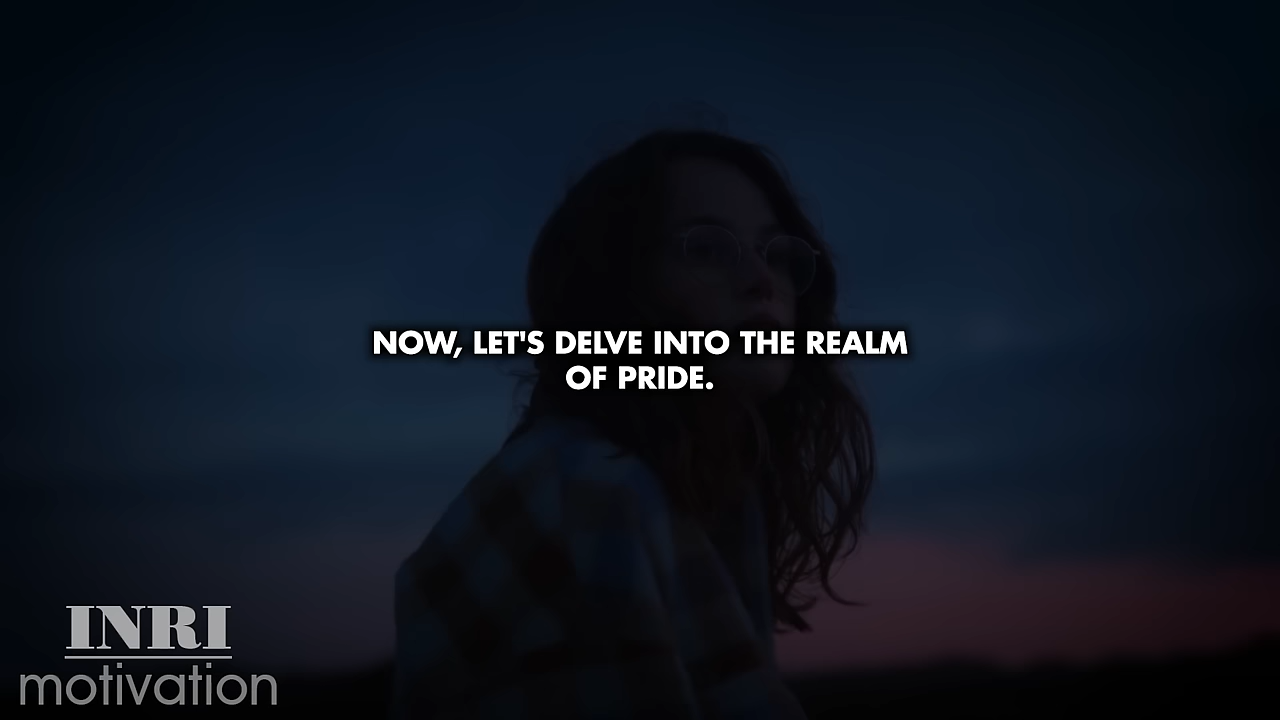 NOW, LET'S DELVE INTO THE REALM
OF PRIDE.
INRI
motivation